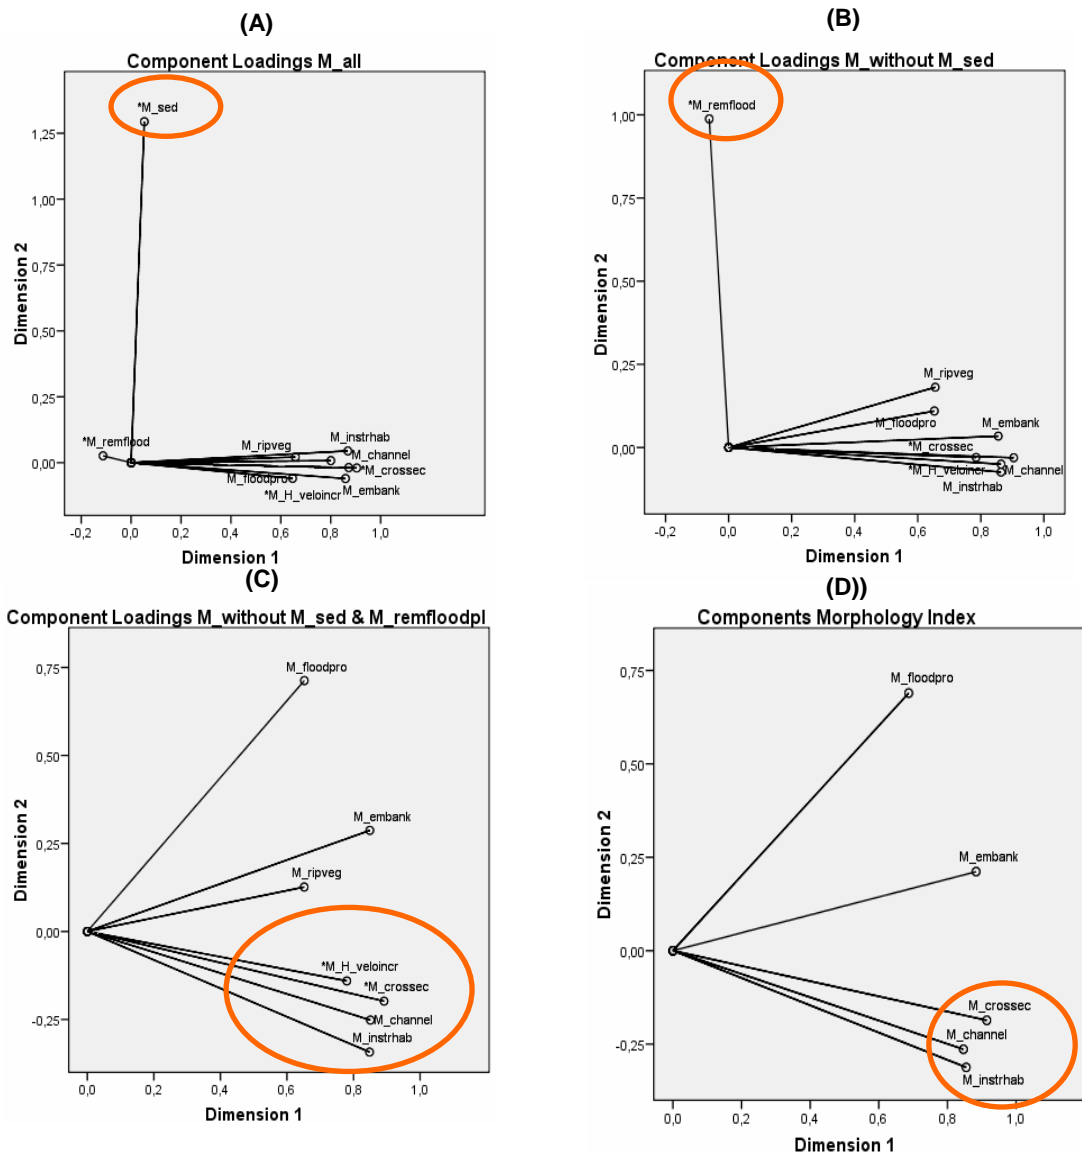 (A)
Component Loadings M_all
*M_sed
1,25
1,00
0,75
0,50
0,25
0,00
Dimension 2
*M_remflood
M_ripveg
M_instrhab
M_channel
*M_crossec
M_floodpro
M_embank
*M_H_veloincr
-0,2 0,0 0,2 0,4 0,6 0,8 1,0
Dimension 1
(B)
Component Loadings M_without M_sed
*M_remflood
1,00
0,75
0,50
0,25
0,00
Dimension 2
M_ripveg
M_floodpro
M_embank
*M_crossec
*M_H_veloincr
M_channel
M_instrhab
-0,2 0,0 0,2 0,4 0,6 0,8 1,0
Dimension 1
(C)
Component Loadings M_without M_sed & M_remfloodpl
0,75
0,50
0,25
0,00
-0,25
Dimension 2
M_floodpro
M_embank
M_ripveg
*M_H_veloincr
*M_crossec
M_channel
M_instrhab
0,0 0,2 0,4 0,6 0,8 1,0
Dimension 1
(D))
Components Morphology Index
0,75
0,50
0,25
0,00
-0,25
Dimension 2
M_floodpro
M_embank
M_crossec
M_channel
M_instrhab
0,0 0,2 0,4 0,6 0,8 1,0
Dimension 1